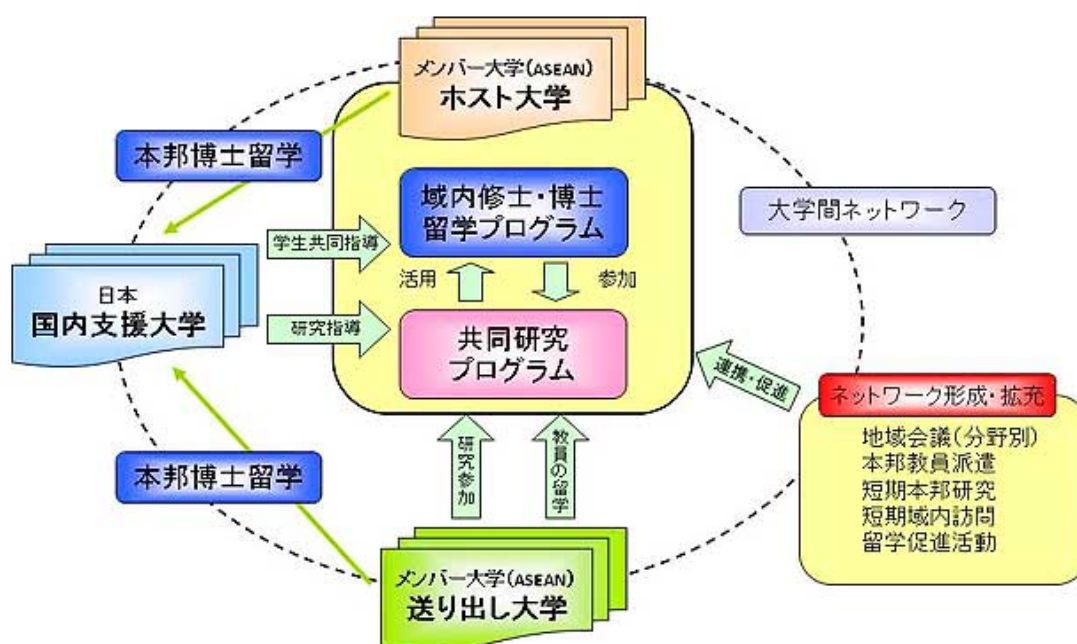 メンバー大学(ASEAN)
ホスト大学
本邦博士留学
域内修士・博士
留学プログラム
大学間ネットワーク
学生共同指導
活用
参加
日本
国内支援大学
研究指導
共同研究
プログラム
連携・促進
ネットワーク形成・拡充
地域会議(分野別)
本邦教員派遣
短期本邦研究
短期域内訪問
留学促進活動
研究参加
教員の留学
本邦博士留学
メンバー大学(ASEAN)
送り出し大学